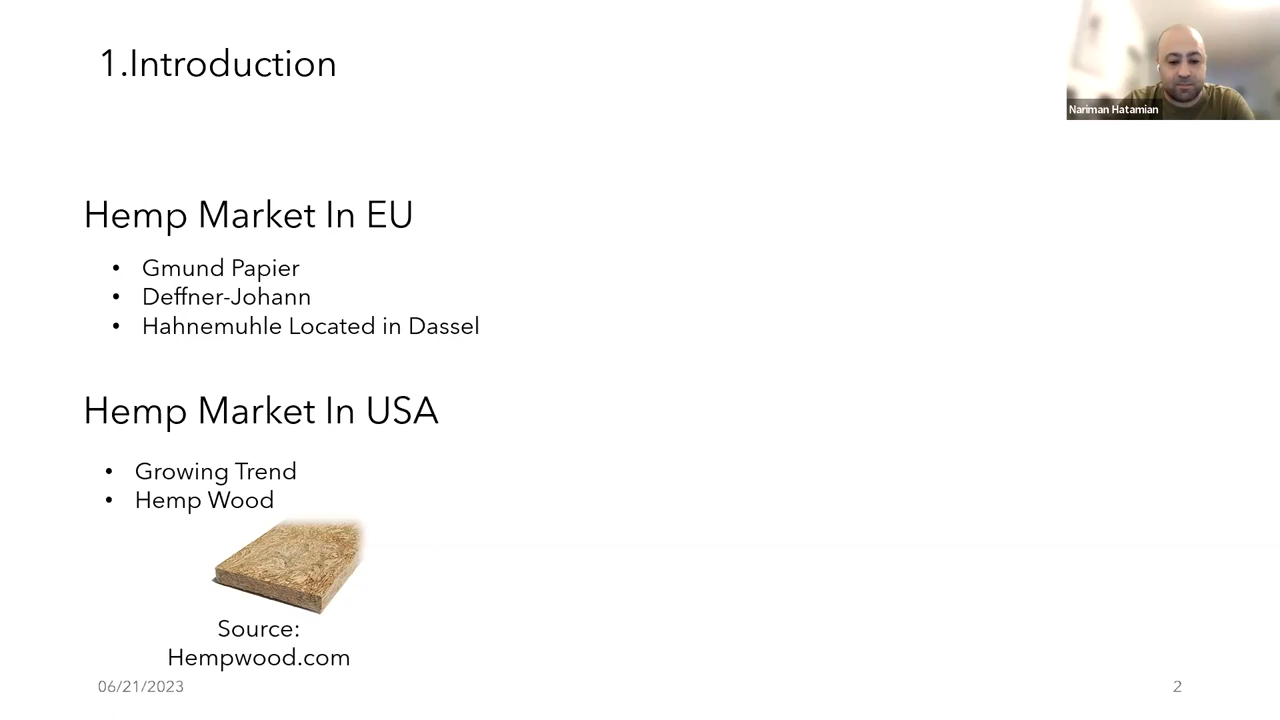 1.Introduction
Nariman Hatamian
Hemp Market In EU
• Gmund Papier
• Deffner-Johann
• Hahnemuhle Located in Dassel
Hemp Market In USA
• Growing Trend
• Hemp Wood
Source:
Hempwood.com
06/21/2023
2